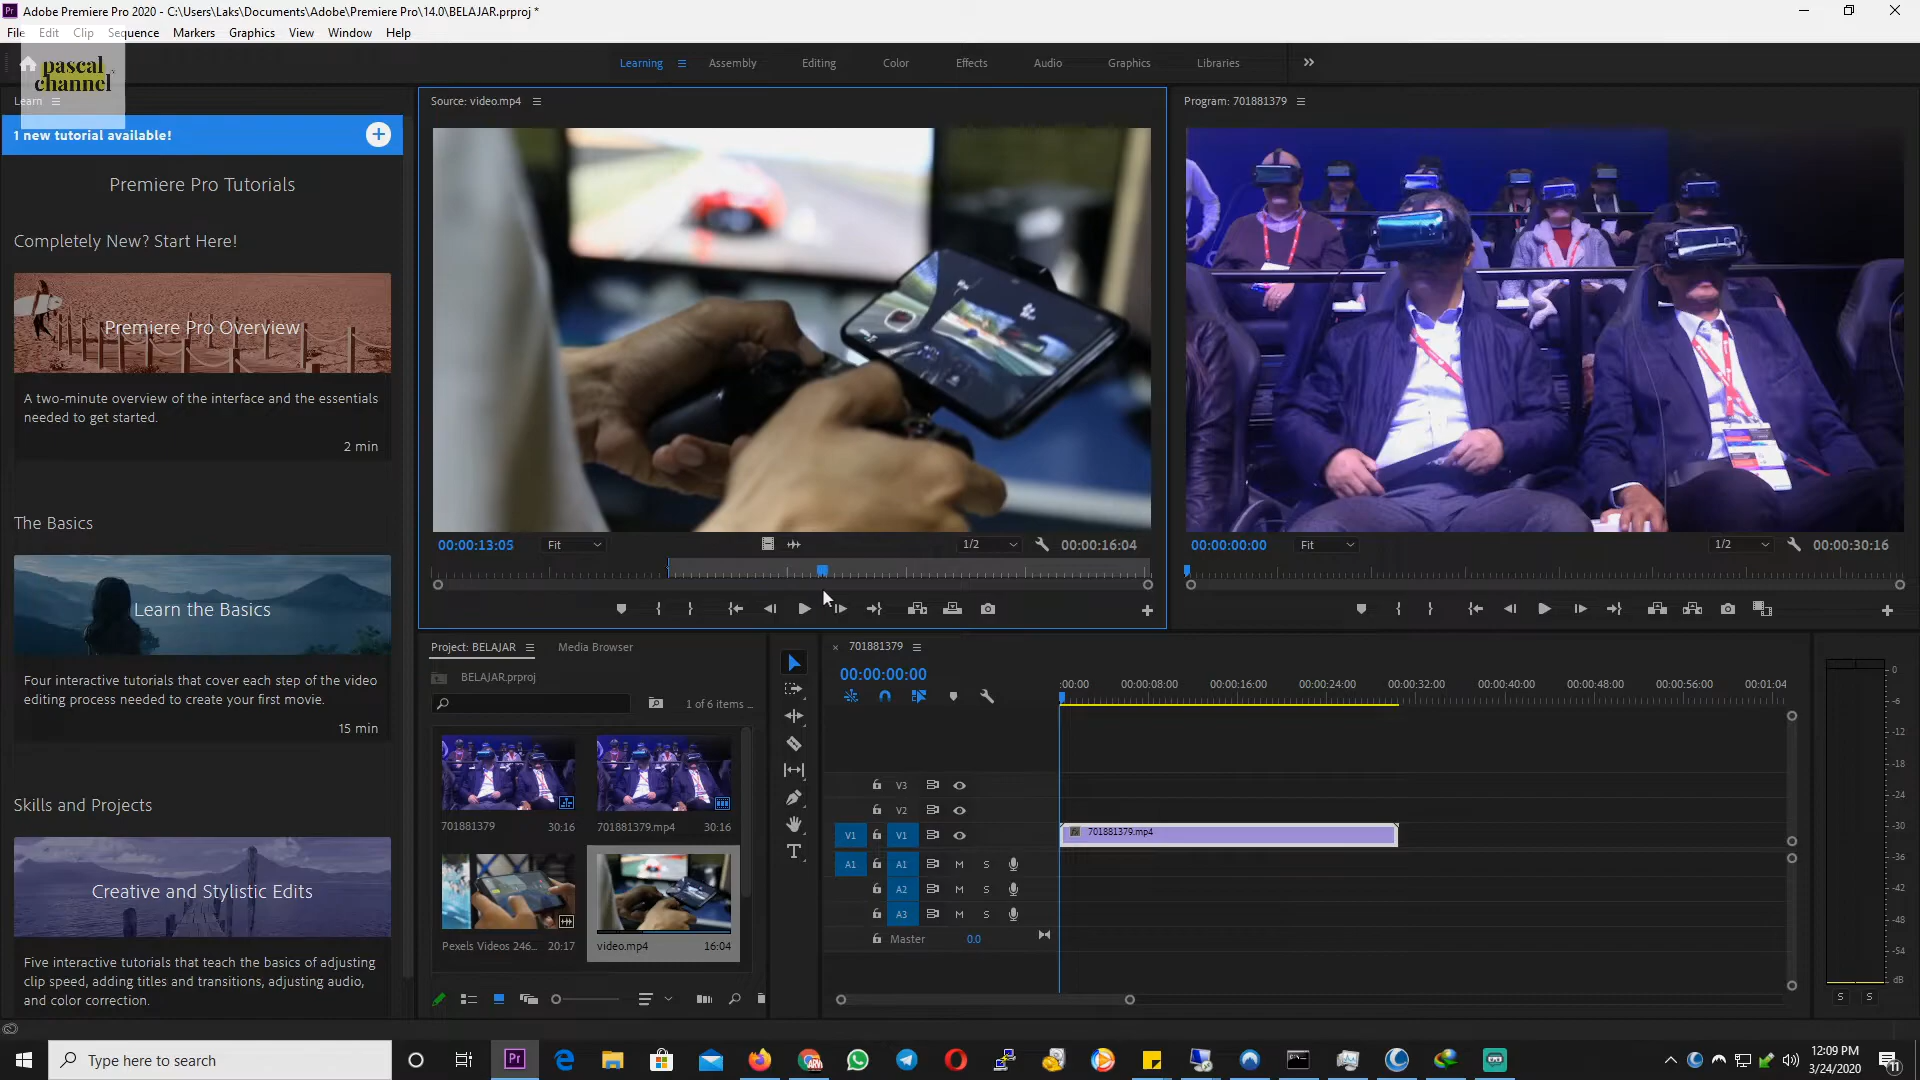 Adobe Premiere Pro 2020 - C:\Users\Laks\Documents\Adobe\Premiere Pro\14.0\BELAJAR.prproj *
File Edit Clip Sequence Markers Graphics View Window Help
pascal
channel
Learning Assembly Editing Color Effects Audio Graphics Libraries
Learn
1 new tutorial available!
Premiere Pro Tutorials
Completely New? Start Here!
Premiere Pro Overview
A two-minute overview of the interface and the essentials
needed to get started.
2 min
The Basics
Learn the Basics
Four interactive tutorials that cover each step of the video
editing process needed to create your first movie.
15 min
Skills and Projects
Creative and Stylistic Edits
Five interactive tutorials that teach the basics of adjusting
clip speed, adding titles and transitions, adjusting audio,
and color correction.
Source: video.mp4
00:00:13:05 Fit 1/2 00:00:16:04
Program: 701881379
00:00:00:00 Fit 1/2 00:00:30:16
Project: BELAJAR Media Browser
BELAJAR.prproj
1 of 6 items ...
701881379 30:16
701881379.mp4 30:16
Pexels Videos 246... 20:17
video.mp4 16:04
701881379
00:00:00:00
:00:00 00:00:08:00 00:00:16:00 00:00:24:00 00:00:32:00 00:00:40:00 00:00:48:00 00:00:56:00 00:01:04
V3
V2
V1 V1
701881379.mp4
A1 A1 M S
A2 M S
A3 M S
Master 0.0
0
-6
-12
-18
-24
-30
-36
-42
-48
-54
dB
S S
Type here to search
12:09 PM
3/24/2020
11